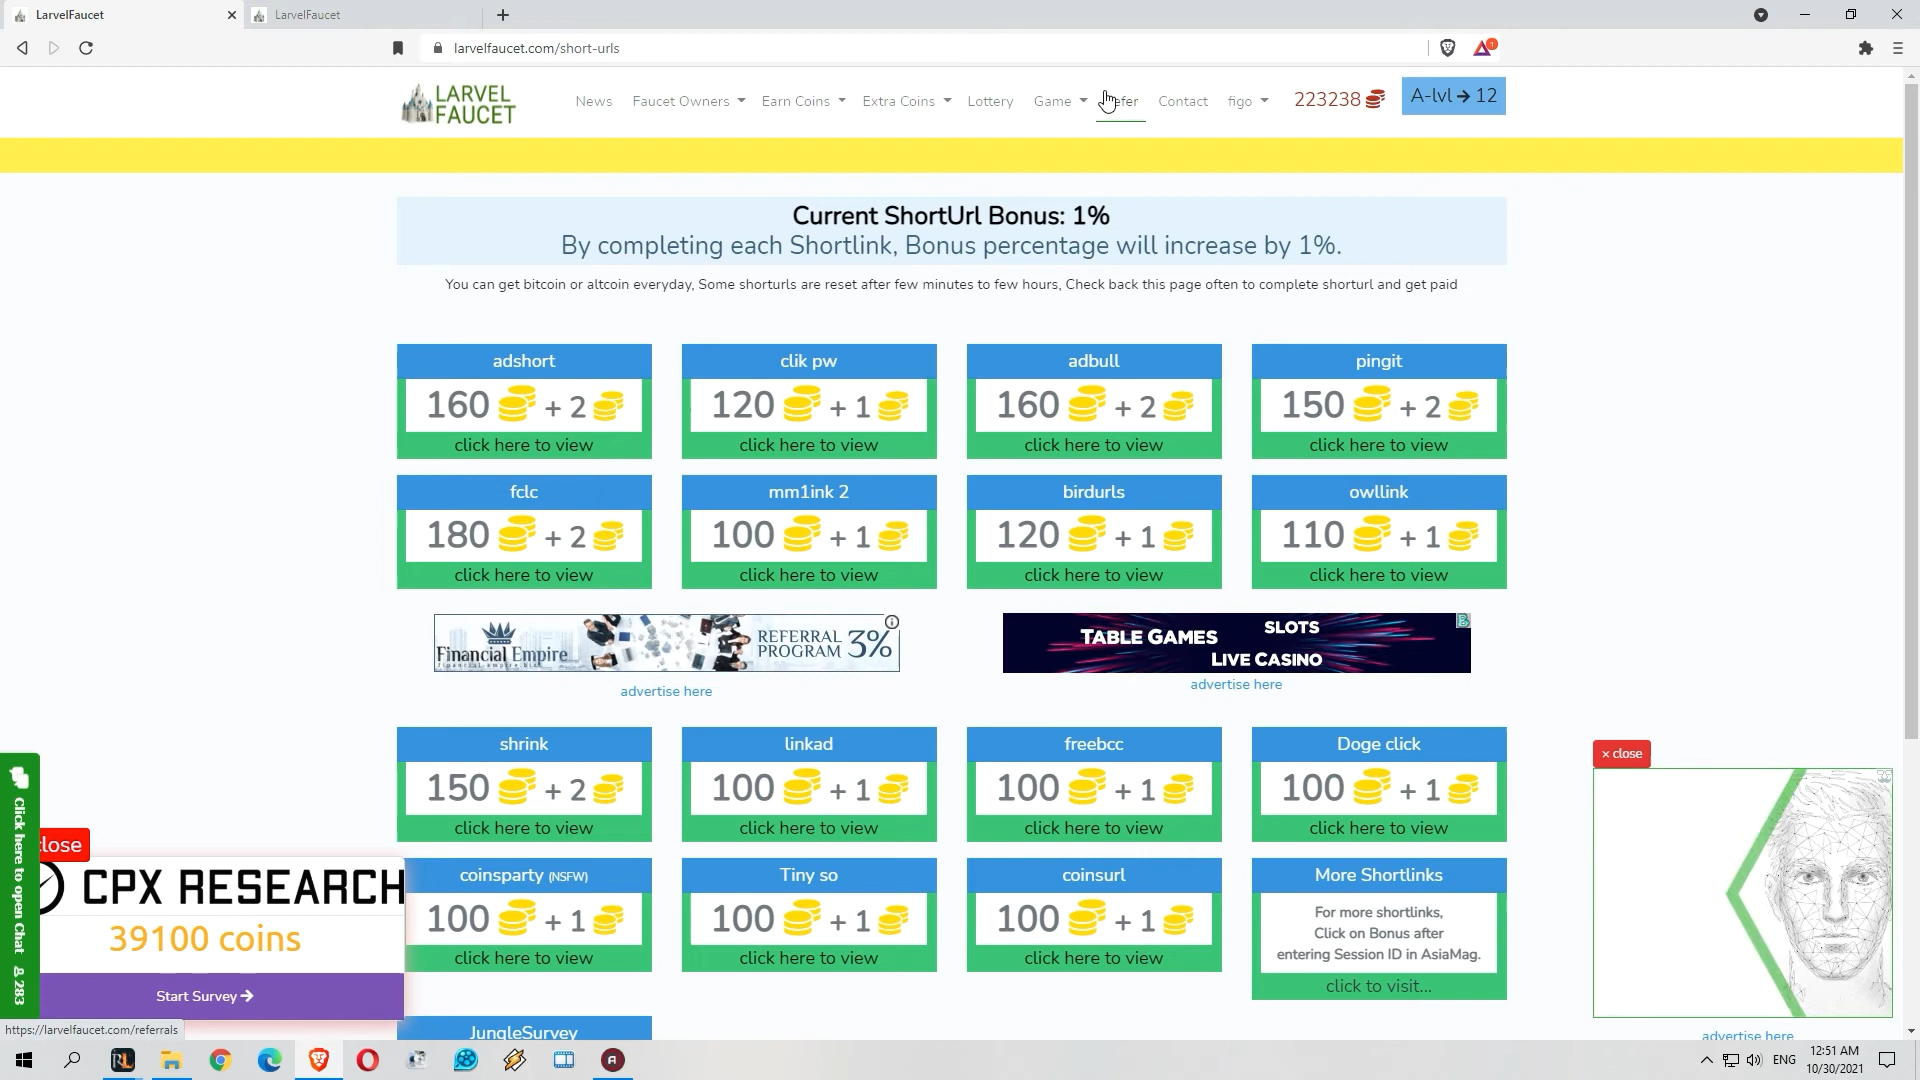 LarvelFaucet
LarvelFaucet
larvelfaucet.com/short-urls
1
LARVEL
FAUCET
News
Faucet Owners
Earn Coins
Extra Coins
Lottery
Game
efer
Contact
figo
223238
A-lvl → 12
Current ShortUrl Bonus: 1%
By completing each Shortlink, Bonus percentage will increase by 1%.
You can get bitcoin or altcoin everyday, Some shorturls are reset after few minutes to few hours, Check back this page often to complete shorturl and get paid
adshort
160 + 2
click here to view
clik pw
120 + 1
click here to view
adbull
160 + 2
click here to view
pingit
150 + 2
click here to view
fclc
180 + 2
click here to view
mm1ink 2
100 + 1
click here to view
birdurls
120 + 1
click here to view
owllink
110 + 1
click here to view
Financial Empire
financial-empire.biz
REFERRAL
PROGRAM 3%
advertise here
TABLE GAMES
SLOTS
LIVE CASINO
advertise here
shrink
150 + 2
click here to view
linkad
100 + 1
click here to view
freebcc
100 + 1
click here to view
Doge click
100 + 1
click here to view
coinsparty (NSFW)
100 + 1
click here to view
Tiny so
100 + 1
click here to view
coinsurl
100 + 1
click here to view
More Shortlinks
For more shortlinks,
Click on Bonus after
entering Session ID in AsiaMag.
click to visit...
JungleSurvey
× close
advertise here
Click here to open Chat 283
close
CPX RESEARCH
39100 coins
Start Survey →
https://larvelfaucet.com/referrals
RL
A
ENG
12:51 AM
10/30/2021